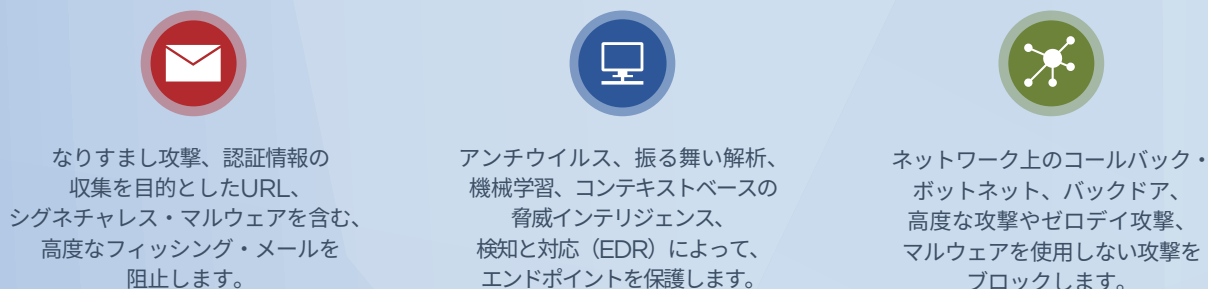 なりすまし攻撃、認証情報の
収集を目的としたURL、
シグネチャレス・マルウェアを含む、
高度なフィッシング・メールを
阻止します。
アンチウイルス、振る舞い解析、
機械学習、コンテキストベースの
脅威インテリジェンス、
検知と対応（EDR）によって、
エンドポイントを保護します。
ネットワーク上のコールバック・
ボットネット、バックドア、
高度な攻撃やゼロデイ攻撃、
マルウェアを使用しない攻撃を
ブロックします。